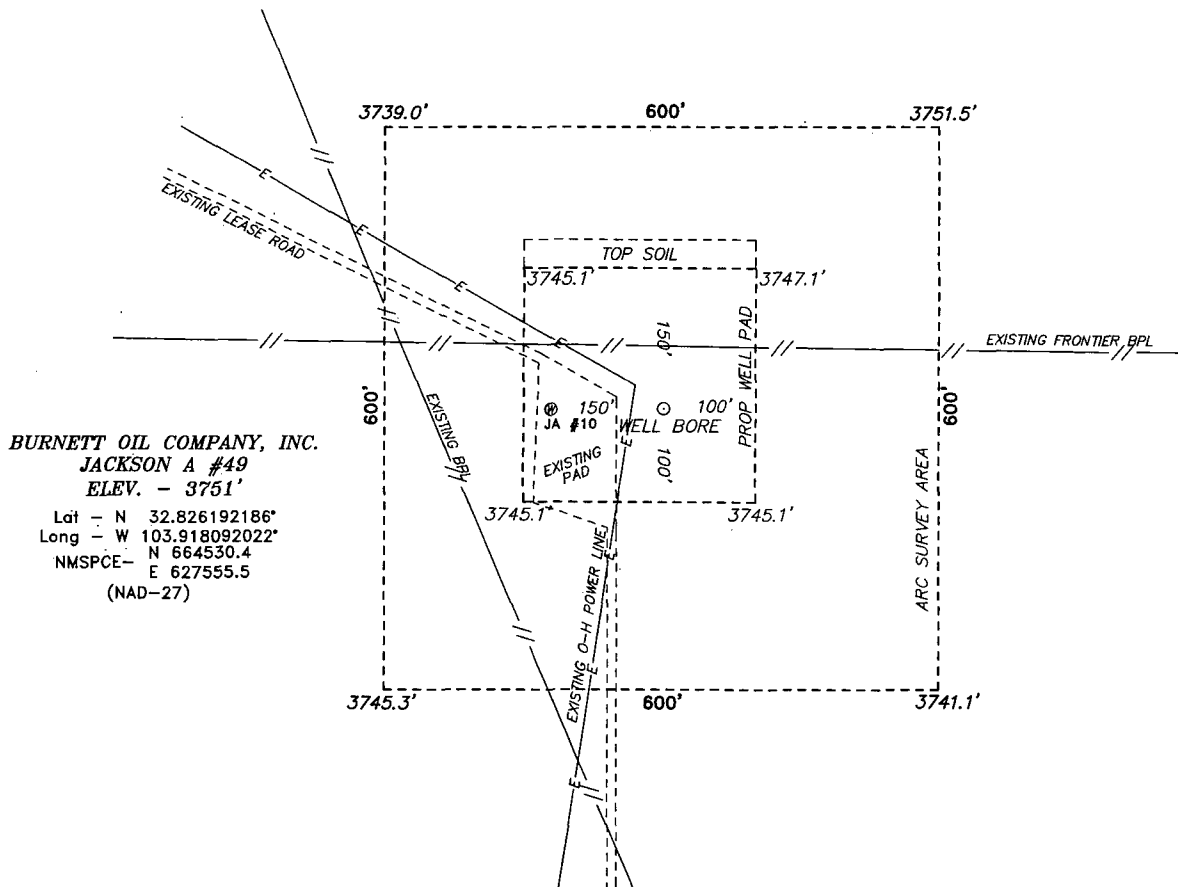 3739.0'
600'
3751.5'
E
E
E
E
EXISTING LEASE ROAD
TOP SOIL
3745.1'
3747.1'
150'
PROP WELL PAD
EXISTING FRONTIER BPL
600'
600'
EXISTING BPL
W
150'
100'
JA #10
WELL BORE
E
EXISTING
PAD
100'
BURNETT OIL COMPANY, INC.
JACKSON A #49
ELEV. - 3751'
Lat - N 32.826192186°
Long - W 103.918092022°
NMSPCE- N 664530.4
E 627555.5
(NAD-27)
3745.1'
3745.1'
ARC SURVEY AREA
EXISTING O-H POWER LINE
E
E
E
3745.3'
600'
3741.1'